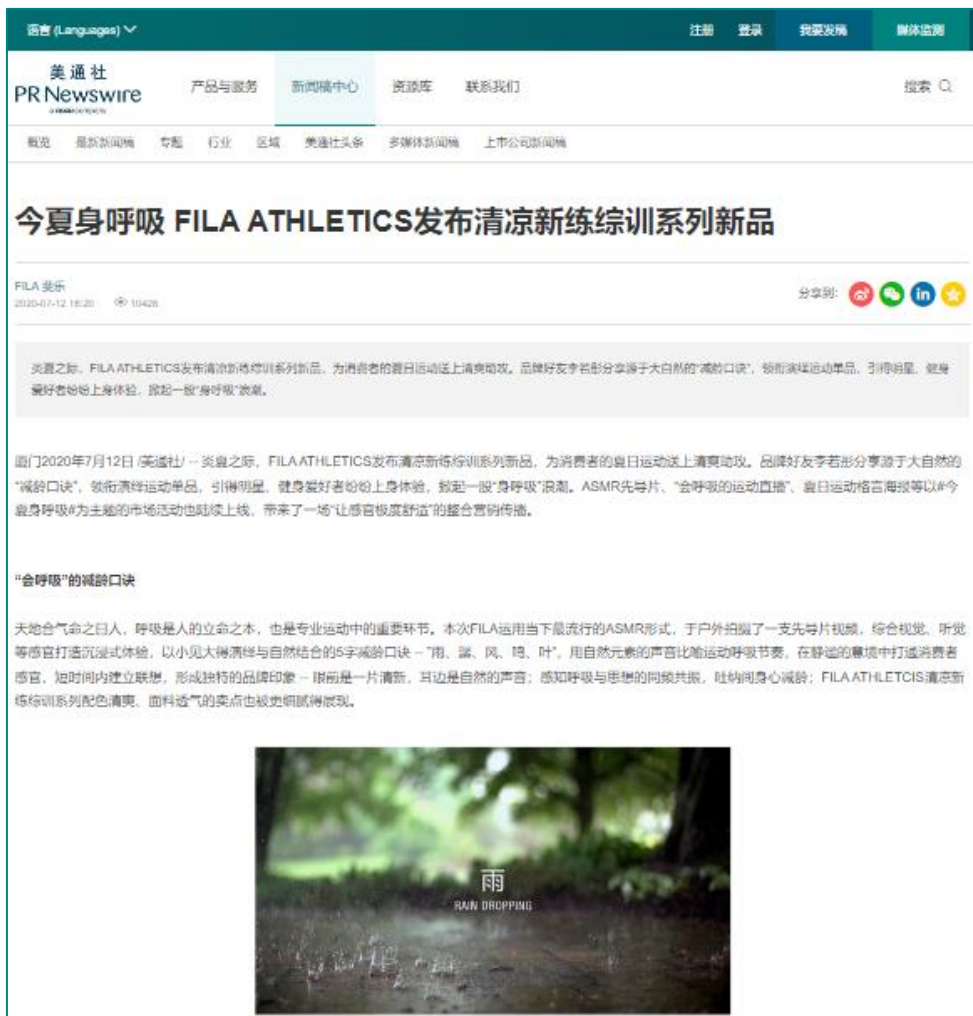 语言 (Languages)
注册 登录 我要发稿 媒体监测
美通社
PR Newswire
产品与服务 新闻稿中心 资源库 联系我们
搜索
概览 最新新闻稿 专题 行业 区域 美通社头条 多媒体新闻稿 上市公司新闻稿
今夏身呼吸 FILA ATHLETICS发布清凉新练综训系列新品
FILA 斐乐
2020-07-12 18:20 10428
分享到:
炎夏之际，FILA ATHLETICS发布清凉新练综训系列新品，为消费者的夏日运动送上清爽助攻。品牌好友李若彤分享源于大自然的“减龄口诀”，领衔演绎运动单品，引得明星、健身
爱好者纷纷上身体验，掀起一股“身呼吸”浪潮。
厦门2020年7月12日 /美通社/ -- 炎夏之际，FILA ATHLETICS发布清凉新练综训系列新品，为消费者的夏日运动送上清爽助攻。品牌好友李若彤分享源于大自然的
“减龄口诀”，领衔演绎运动单品，引得明星、健身爱好者纷纷上身体验，掀起一股“身呼吸”浪潮。ASMR先导片、“会呼吸的运动直播”、夏日运动格言海报等以#今
夏身呼吸#为主题的市场活动也陆续上线，带来了一场“让感官极度舒适”的整合营销传播。
“会呼吸”的减龄口诀
天地合气命之曰人，呼吸是人的立命之本，也是专业运动中的重要环节。本次FILA运用当下最流行的ASMR形式，于户外拍摄了一支先导片视频，综合视觉、听觉
等感官打造沉浸式体验，以小见大得演绎与自然结合的5字减龄口诀 -- “雨、潺、风、鸣、叶”，用自然元素的声音比喻运动呼吸节奏，在静谧的意境中打通消费者
感官，短时间内建立联想，形成独特的品牌印象 -- 眼前是一片清新，耳边是自然的声音；感知呼吸与思想的同频共振，吐纳间身心减龄；FILA ATHLETCIS清凉新
练综训系列配色清爽、面料透气的卖点也被更细腻得展现。
雨
RAIN DROPPING